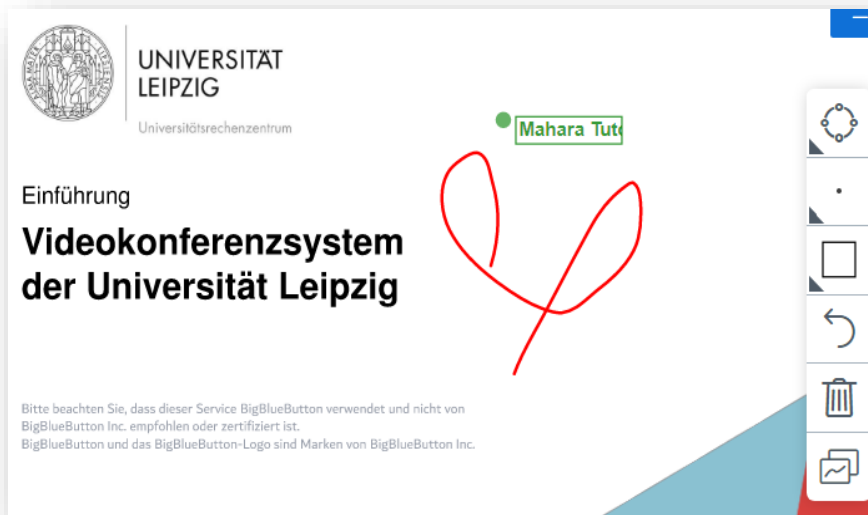 UNIVERSITÄT
LEIPZIG
Universitätsrechenzentrum
Mahara
Einführung
Videokonferenzsystem
der Universität Leipzig
Bitte beachten Sie, dass dieser Service BigBlueButton verwendet und nicht von
BigBlueButton Inc. empfohlen oder zertifiziert ist.
BigBlueButton und das BigBlueButton-Logo sind Marken von BigBlueButton Inc.